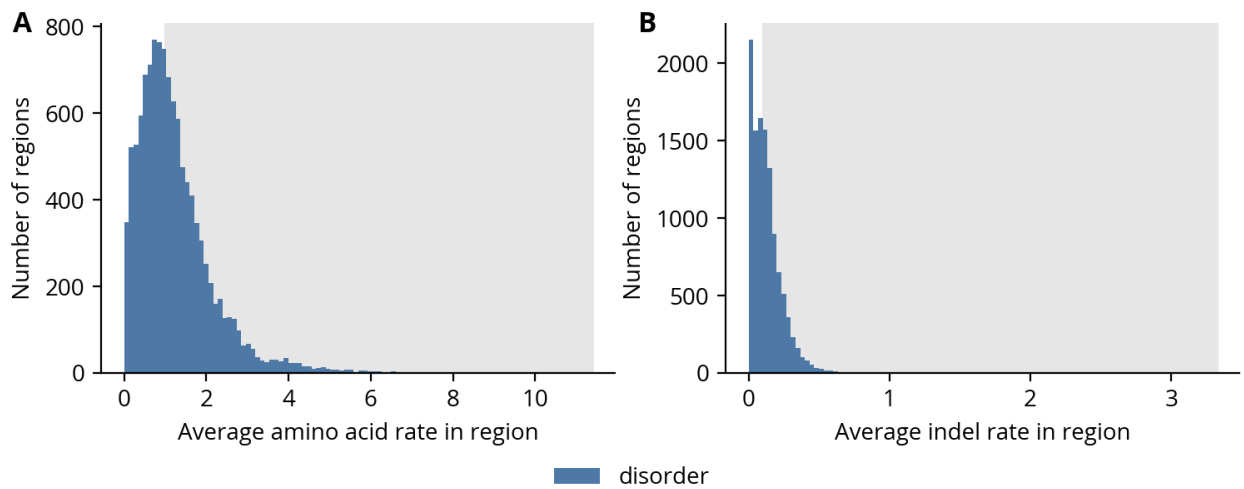 A
Number of regions
800
600
400
200
0
0 2 4 6 8 10
Average amino acid rate in region
B
Number of regions
2000
1500
1000
500
0
0 1 2 3
Average indel rate in region
disorder